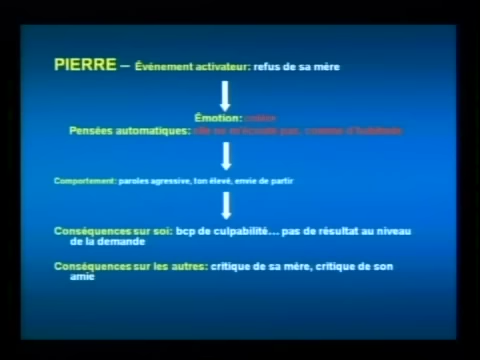 PIERRE – Événement activateur: refus de sa mère
Émotion: colère
Pensées automatiques: elle ne m'écoute pas, comme d'habitude
Comportement: paroles agressive, ton élevé, envie de partir
Conséquences sur soi: bcp de culpabilité... pas de résultat au niveau
de la demande
Conséquences sur les autres: critique de sa mère, critique de son
amie